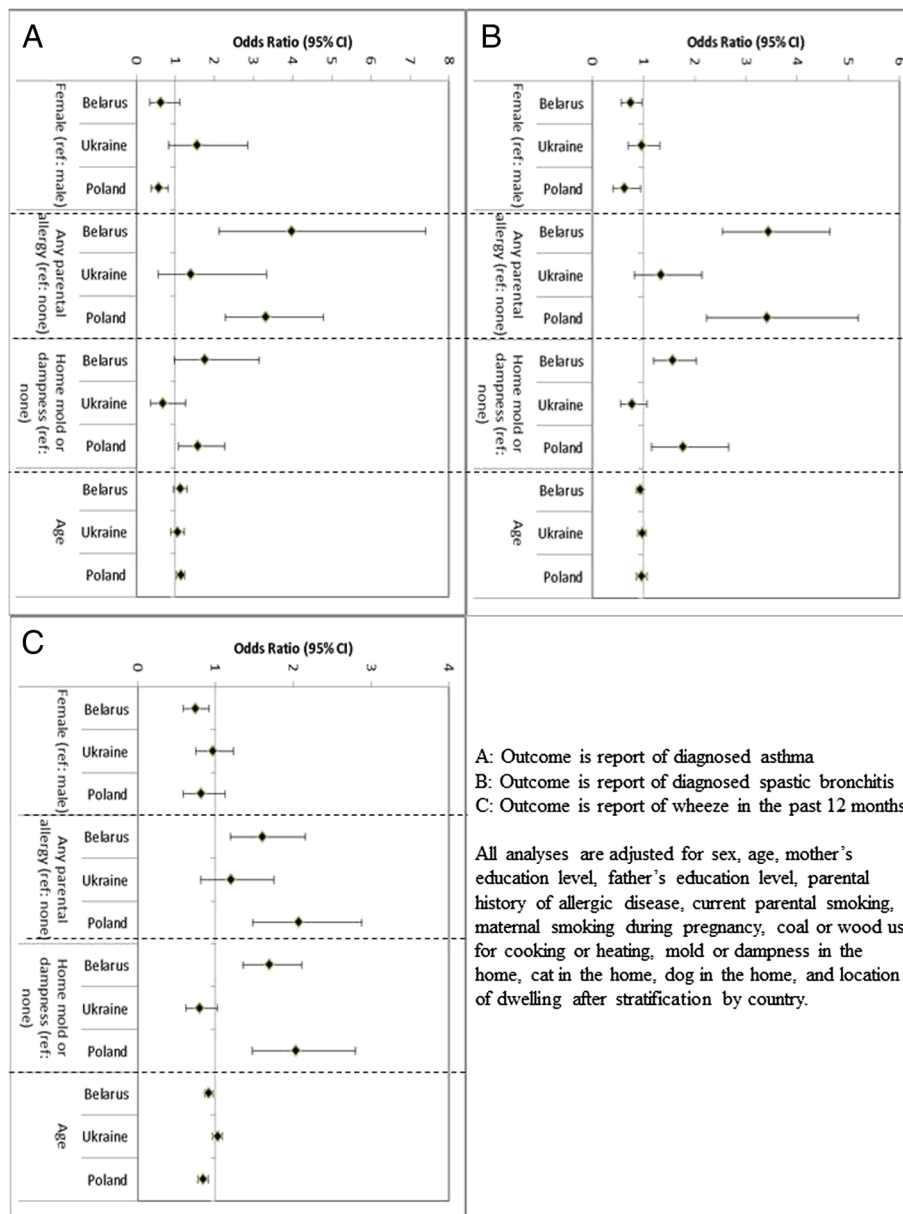 A
Odds Ratio (95% CI)
0 1 2 3 4 5 6 7 8
Female (ref: male)
Belarus
Ukraine
Poland
Any parental
allergy (ref: none)
Belarus
Ukraine
Poland
Home mold or
dampness (ref:
none)
Belarus
Ukraine
Poland
Age
Belarus
Ukraine
Poland
B
Odds Ratio (95% CI)
0 1 2 3 4 5 6
Female (ref: male)
Belarus
Ukraine
Poland
Any parental
allergy (ref: none)
Belarus
Ukraine
Poland
Home mold or
dampness (ref:
none)
Belarus
Ukraine
Poland
Age
Belarus
Ukraine
Poland
C
Odds Ratio (95% CI)
0 1 2 3 4
Female (ref: male)
Belarus
Ukraine
Poland
Any parental
allergy (ref: none)
Belarus
Ukraine
Poland
Home mold or
dampness (ref:
none)
Belarus
Ukraine
Poland
Age
Belarus
Ukraine
Poland
A: Outcome is report of diagnosed asthma
B: Outcome is report of diagnosed spastic bronchitis
C: Outcome is report of wheeze in the past 12 months
All analyses are adjusted for sex, age, mother's
education level, father's education level, parental
history of allergic disease, current parental smoking,
maternal smoking during pregnancy, coal or wood us
for cooking or heating, mold or dampness in the
home, cat in the home, dog in the home, and location
of dwelling after stratification by country.